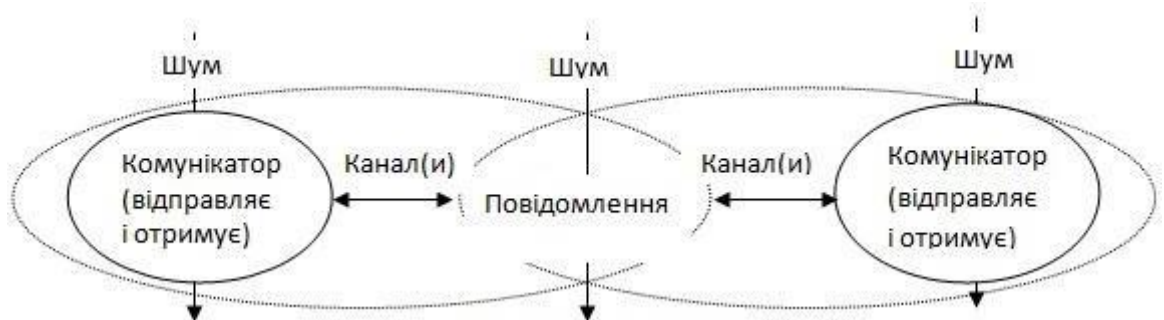 Шум
Шум
Шум
Комунікатор
(відправляє
і отримує)
Канал(и)
Повідомлення
Канал(и)
Комунікатор
(відправляє
і отримує)